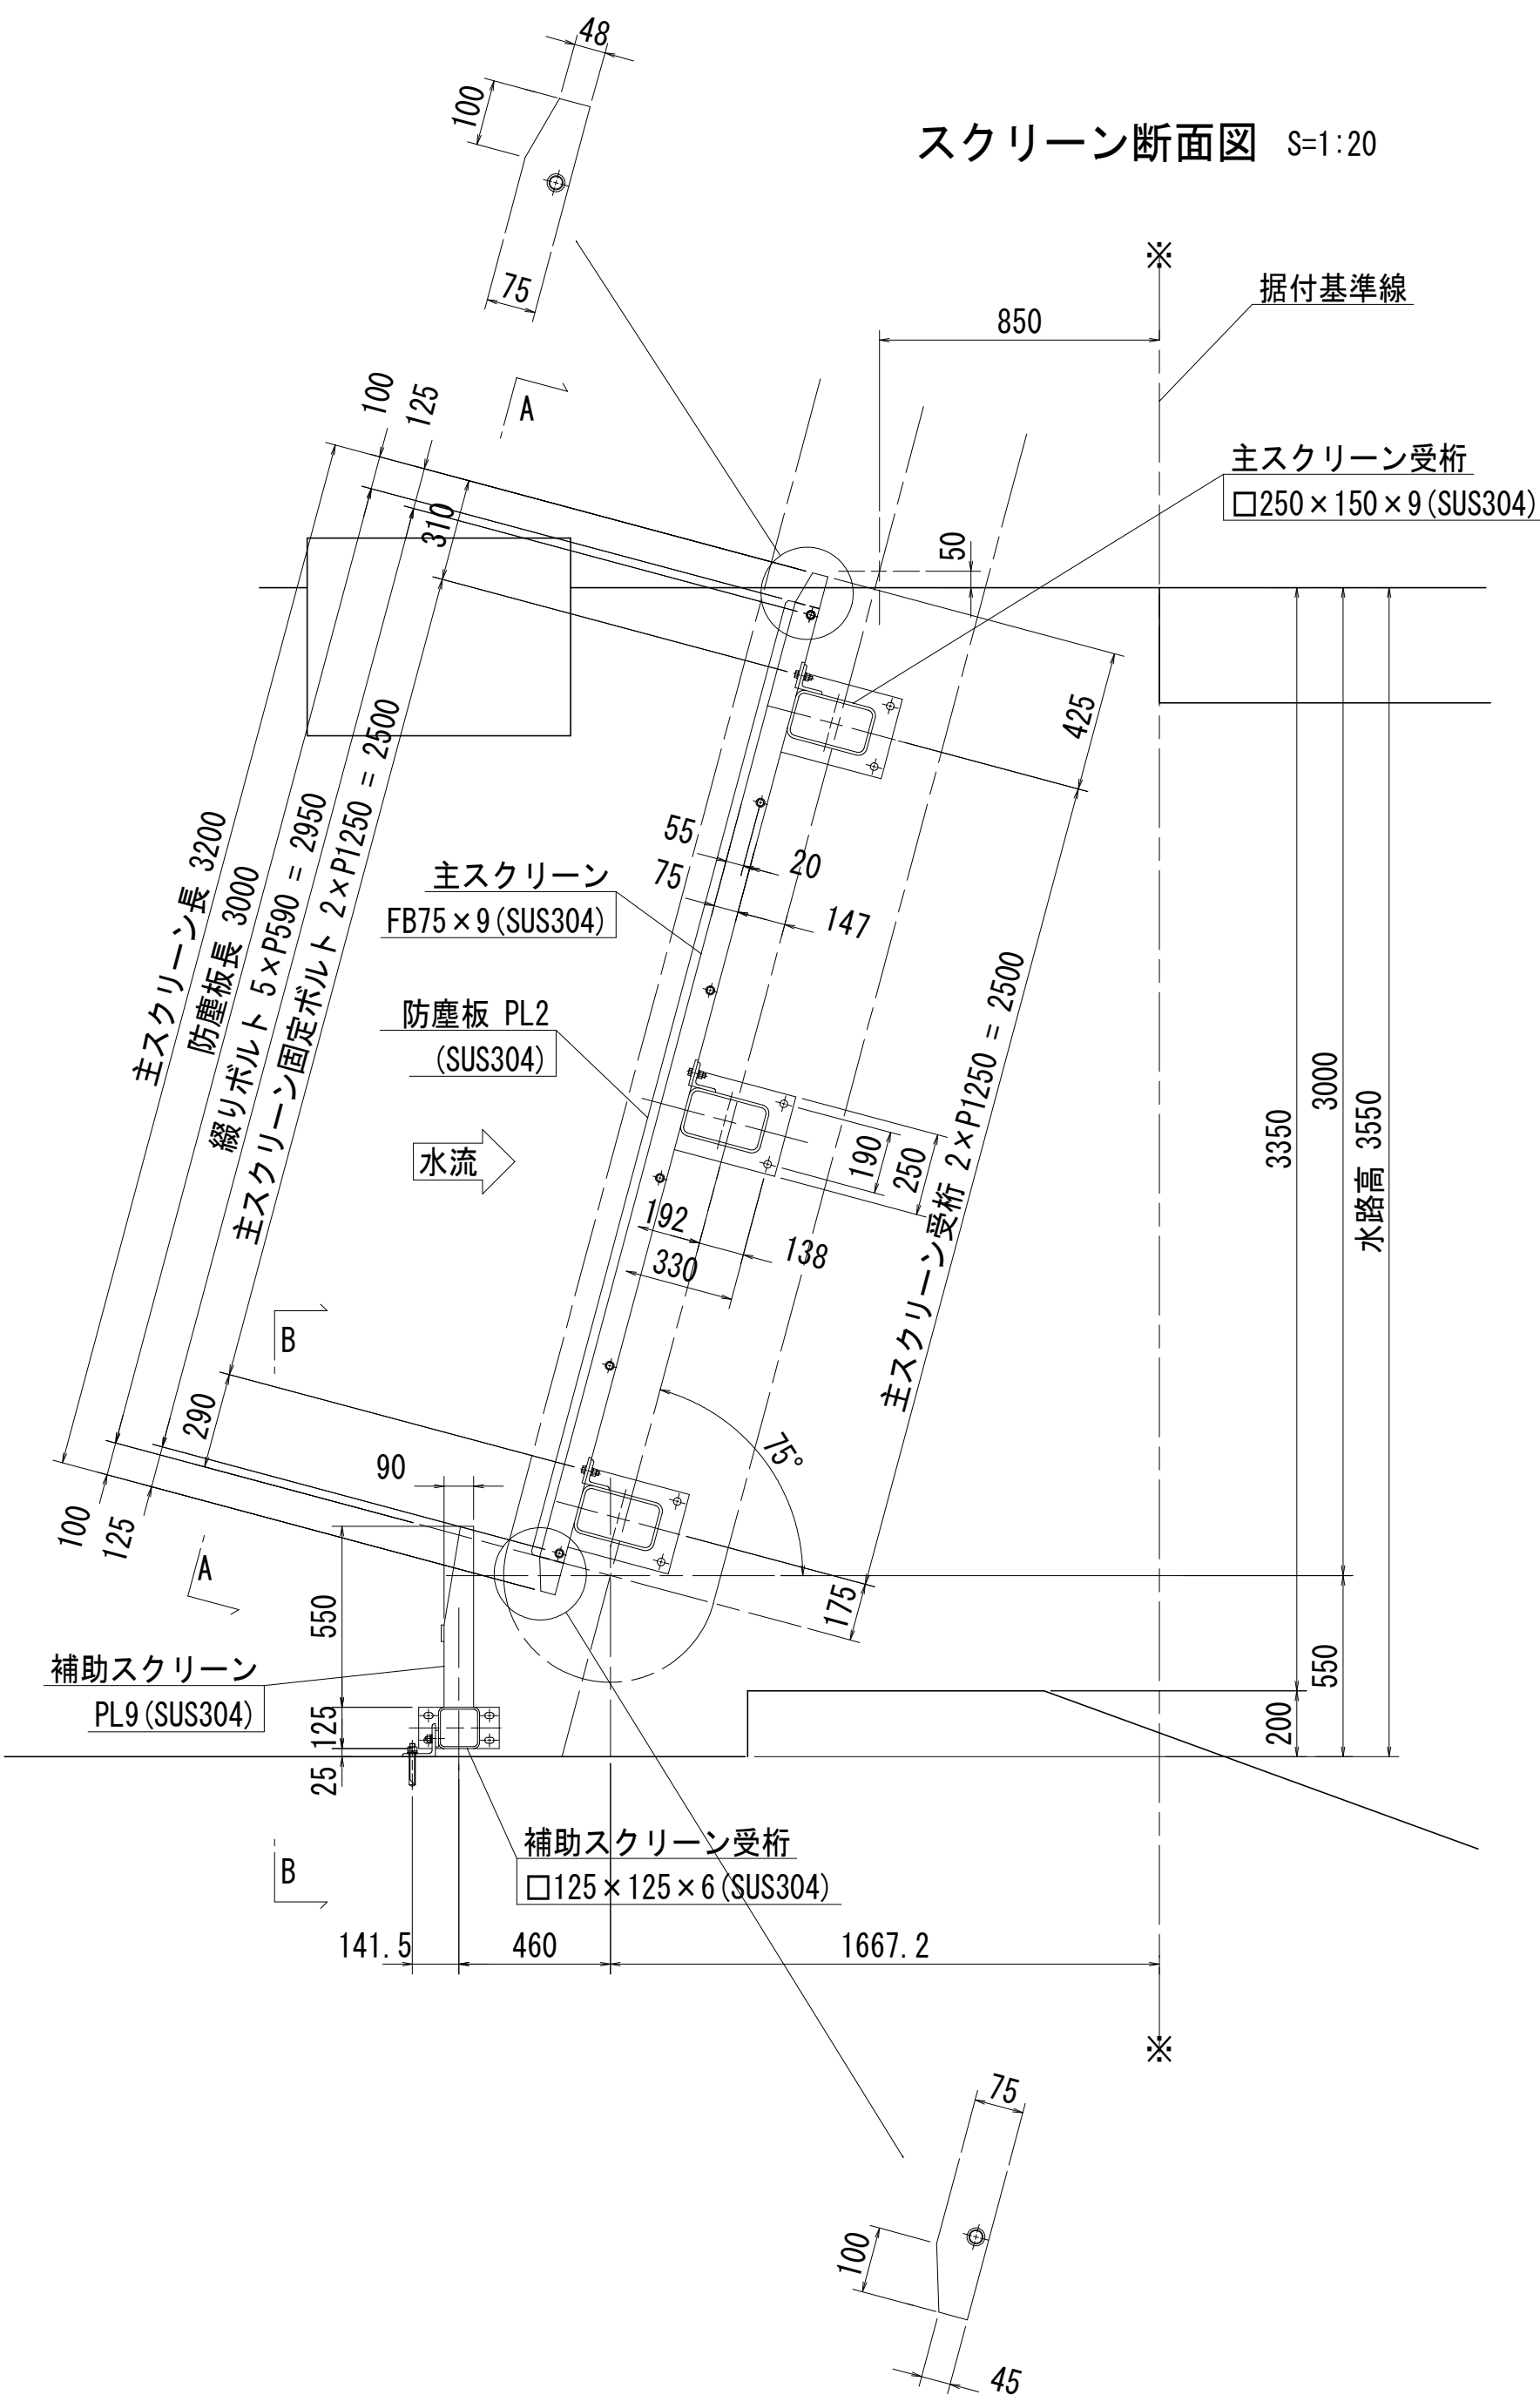 48
100
スクリーン断面図 S=1:20
75
※
据付基準線
850
100
125
A
310
50
主スクリーン受桁
□250×150×9(SUS304)
425
主スクリーン長 3200
防塵板長 3000
綴りボルト 5×P590 = 2950
主スクリーン固定ボルト 2×P1250 = 2500
55
20
75
147
主スクリーン
FB75×9(SUS304)
防塵板 PL2
(SUS304)
水流
190
250
192
138
330
主スクリーン受桁 2×P1250 = 2500
3350
3000
水路高 3550
B
290
75°
90
100
125
A
175
550
補助スクリーン
PL9(SUS304)
125
25
550
200
補助スクリーン受桁
□125×125×6(SUS304)
B
141.5
460
1667.2
※
75
100
45